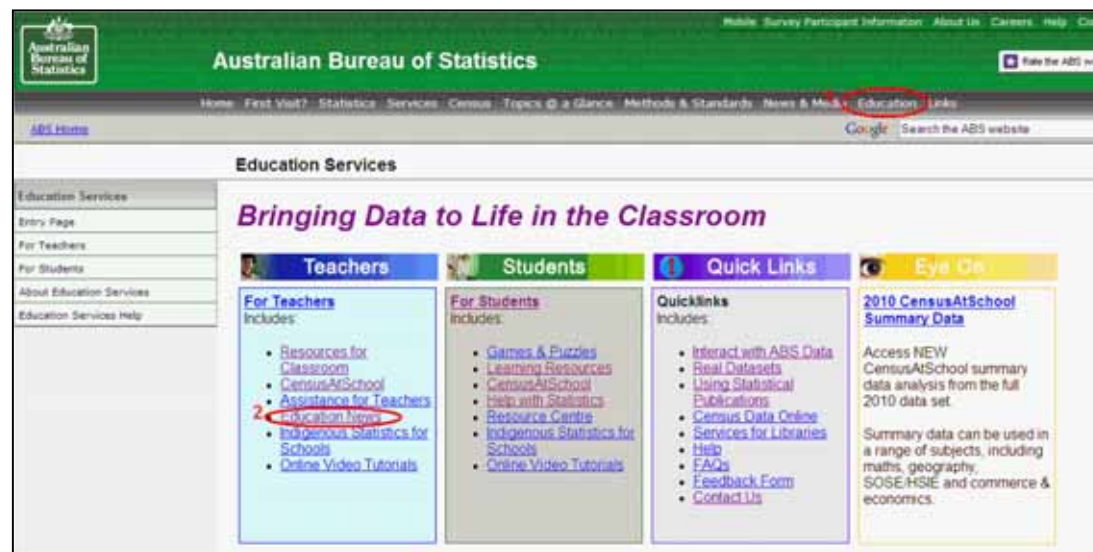 Mobile Survey Participant Information About Us Careers Help
Australian
Bureau of
Statistics
Australian Bureau of Statistics
Rate the ABS
Home First Visit? Statistics Services Census Topics @ a Glance Methods & Standards News & Media Education Links
ABS Home
Google Search the ABS website
Education Services
Education Services
Entry Page
For Teachers
For Students
About Education Services
Education Services Help
Bringing Data to Life in the Classroom
Teachers
For Teachers
Includes:
• Resources for
Classroom
• CensusAtSchool
• Assistance for Teachers
2
• Education News
• Indigenous Statistics for
Schools
• Online Video Tutorials
Students
For Students
Includes:
• Games & Puzzles
• Learning Resources
• CensusAtSchool
• Help with Statistics
• Resource Centre
• Indigenous Statistics for
Schools
• Online Video Tutorials
Quick Links
Quicklinks
Includes:
• Interact with ABS Data
• Real Datasets
• Using Statistical
Publications
• Census Data Online
• Services for Libraries
• Help
• FAQs
• Feedback Form
• Contact Us
Eye On
2010 CensusAtSchool
Summary Data
Access NEW
CensusAtSchool summary
data analysis from the full
2010 data set.
Summary data can be used in
a range of subjects, including
maths, geography,
SOSE/HSIE and commerce &
economics.